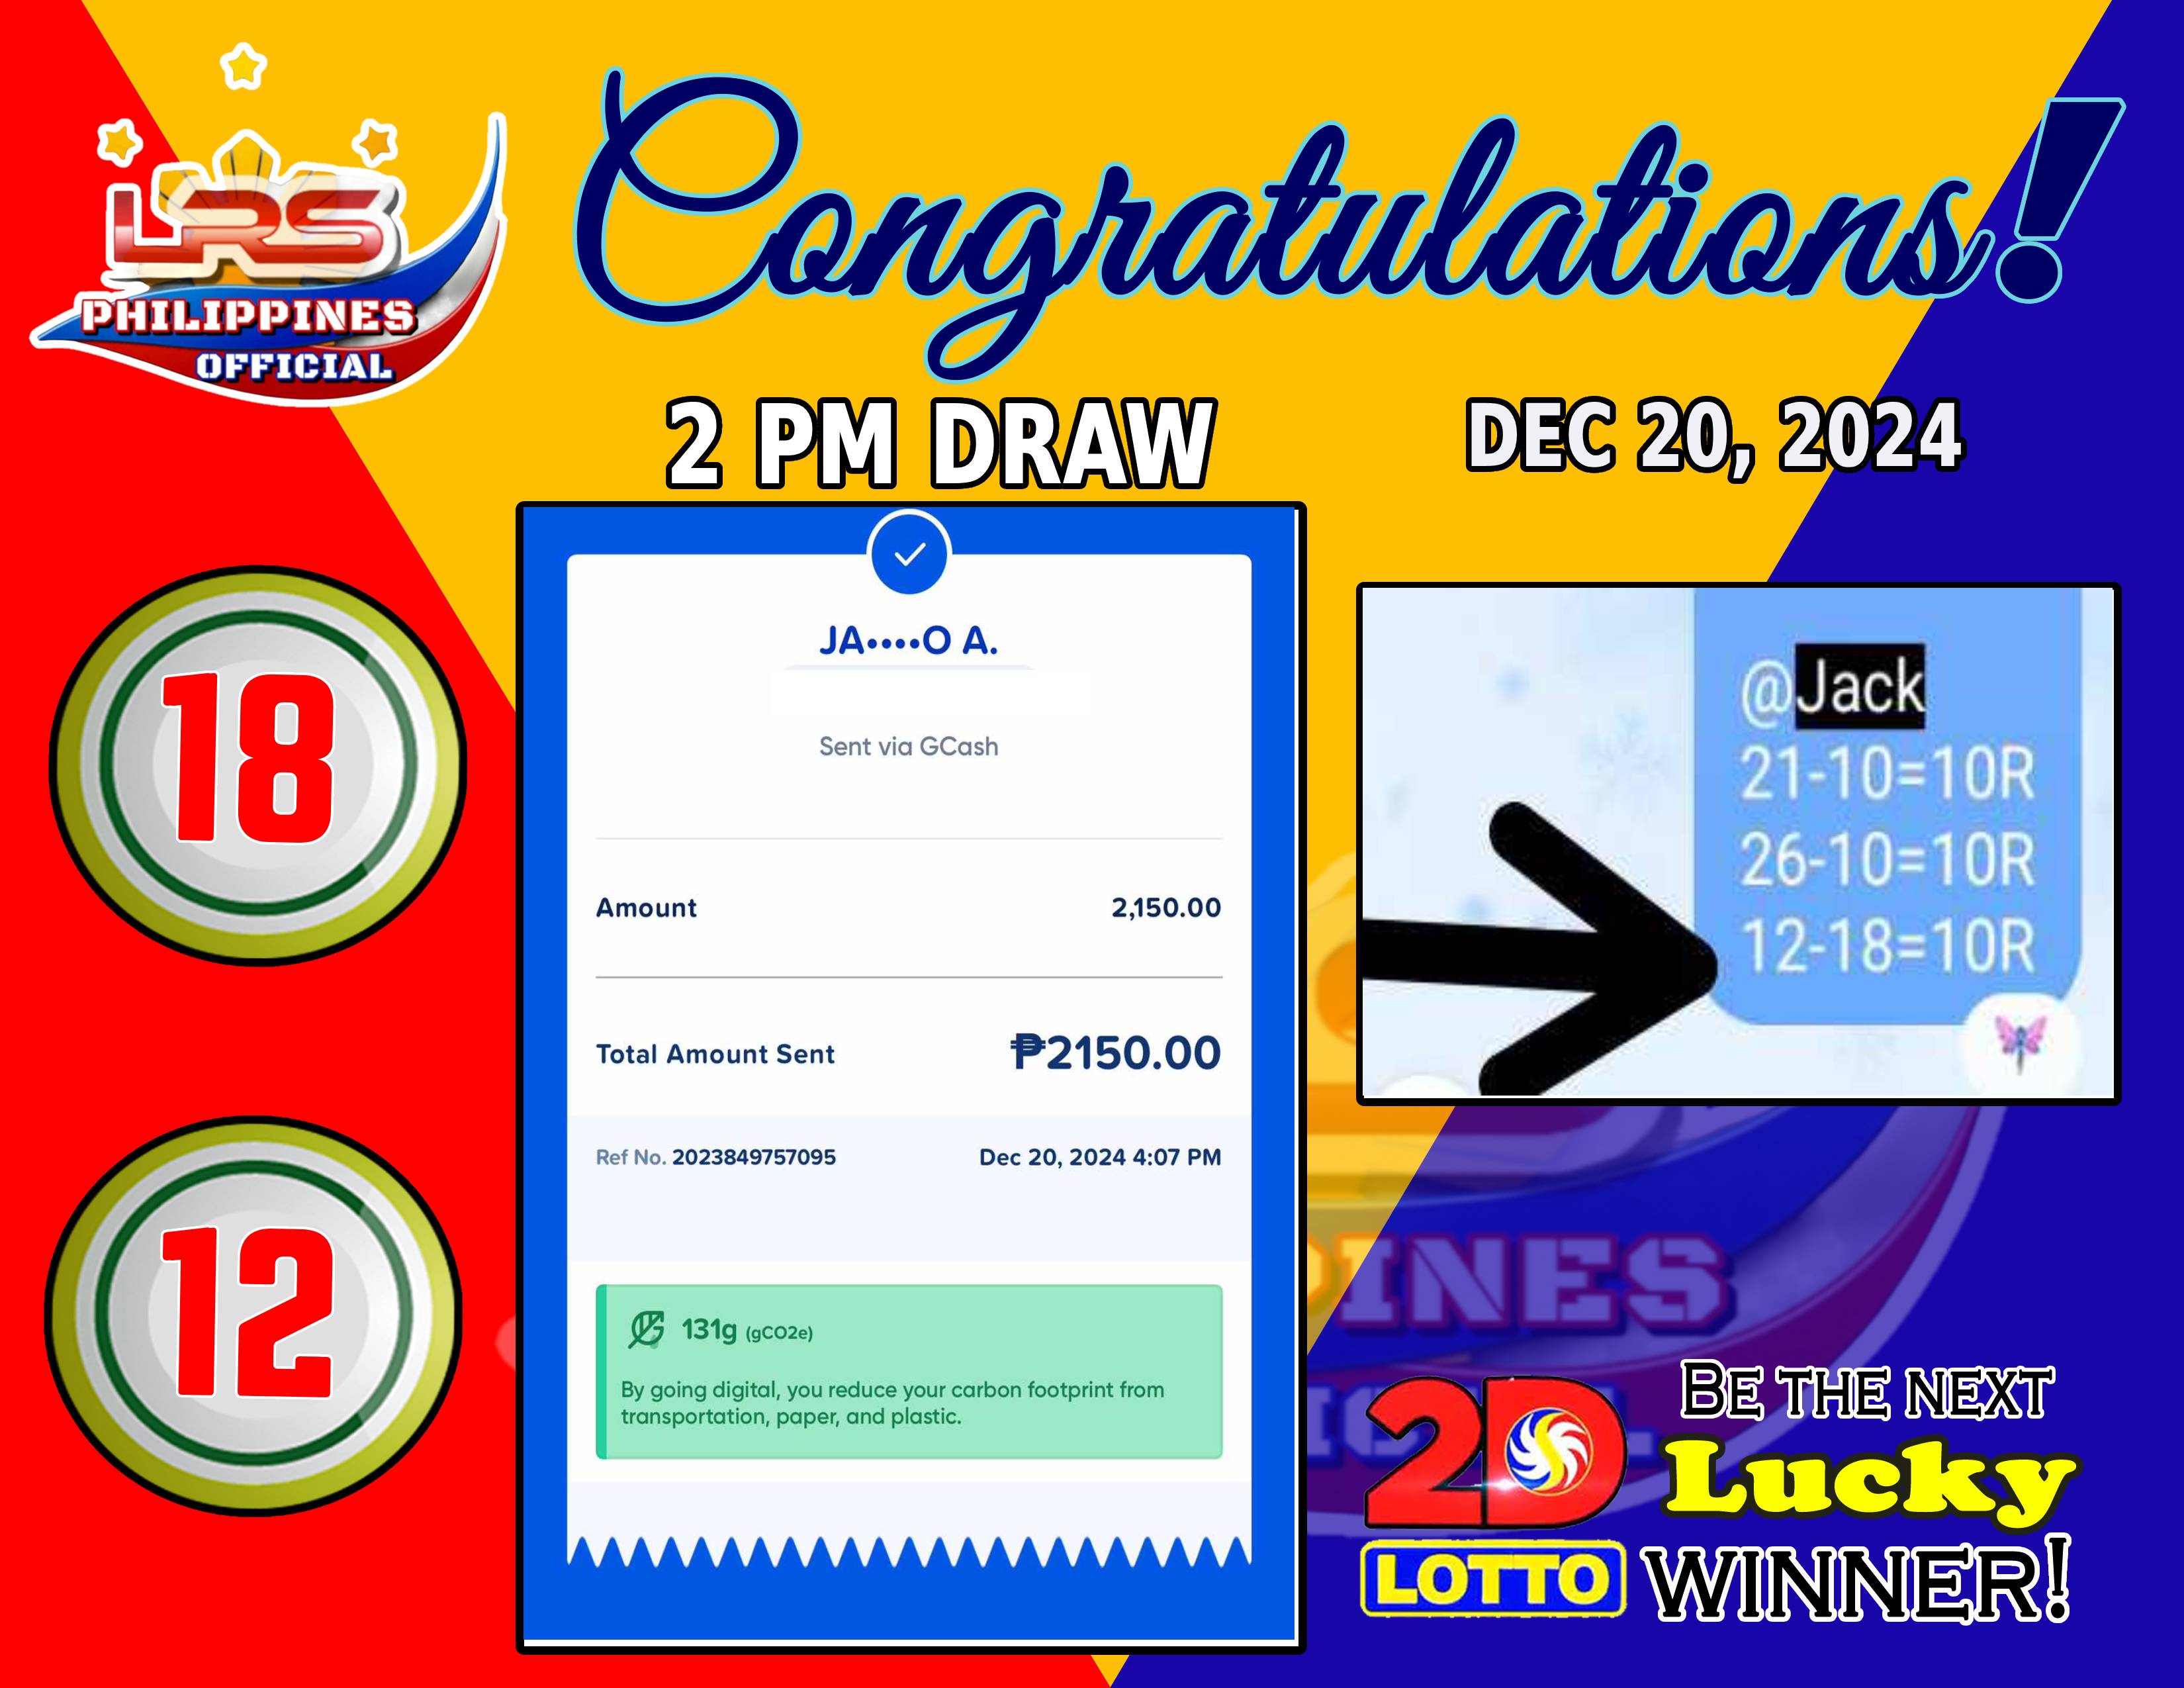 LRS
PHILIPPINES
OFFICIAL
Congratulations!
2 PM DRAW
DEC 20, 2024
18
12
JA••••O A.
Sent via GCash
Amount 2,150.00
Total Amount Sent ₱2150.00
Ref No. 2023849757095 Dec 20, 2024 4:07 PM
131g (gCO2e)
By going digital, you reduce your carbon footprint from
transportation, paper, and plastic.
@Jack
21-10=10R
26-10=10R
12-18=10R
PINES
2D
LOTTO
BE THE NEXT
Lucky
WINNER!